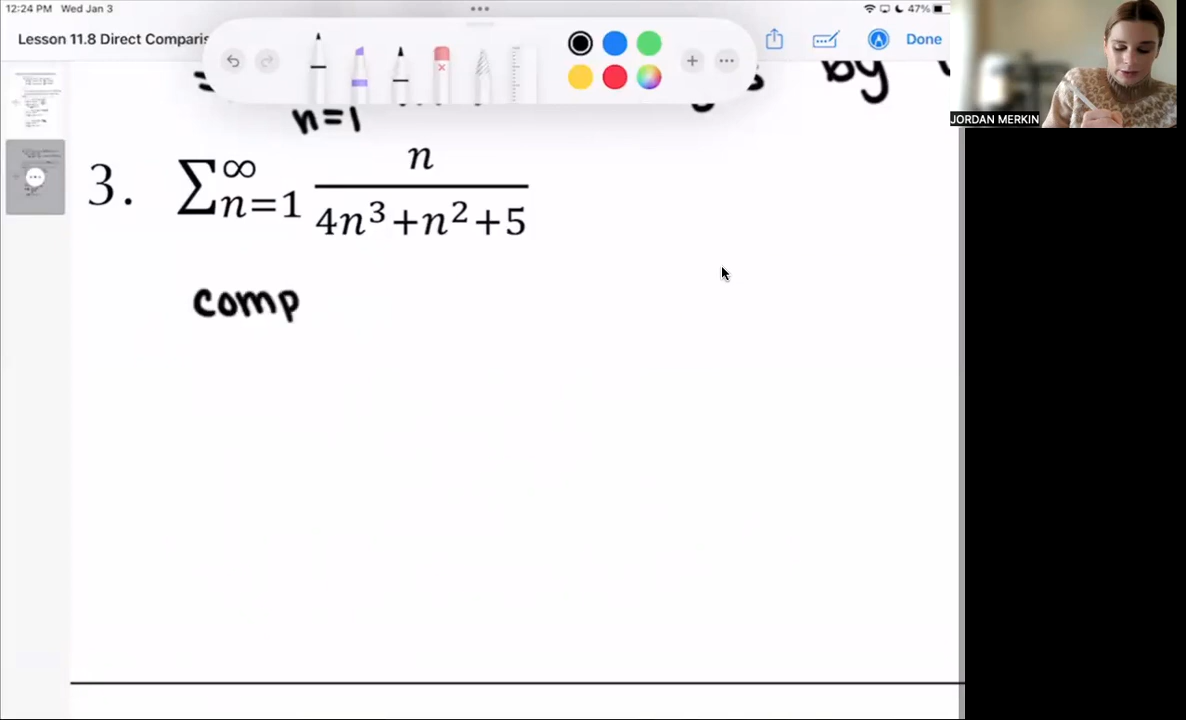 12:24 PM Wed Jan 3
47%
Lesson 11.8 Direct Comparis
Done
JORDAN MERKIN
by
n=1
3. ∑_{n=1}^{∞} n/(4n³+n²+5)
comp